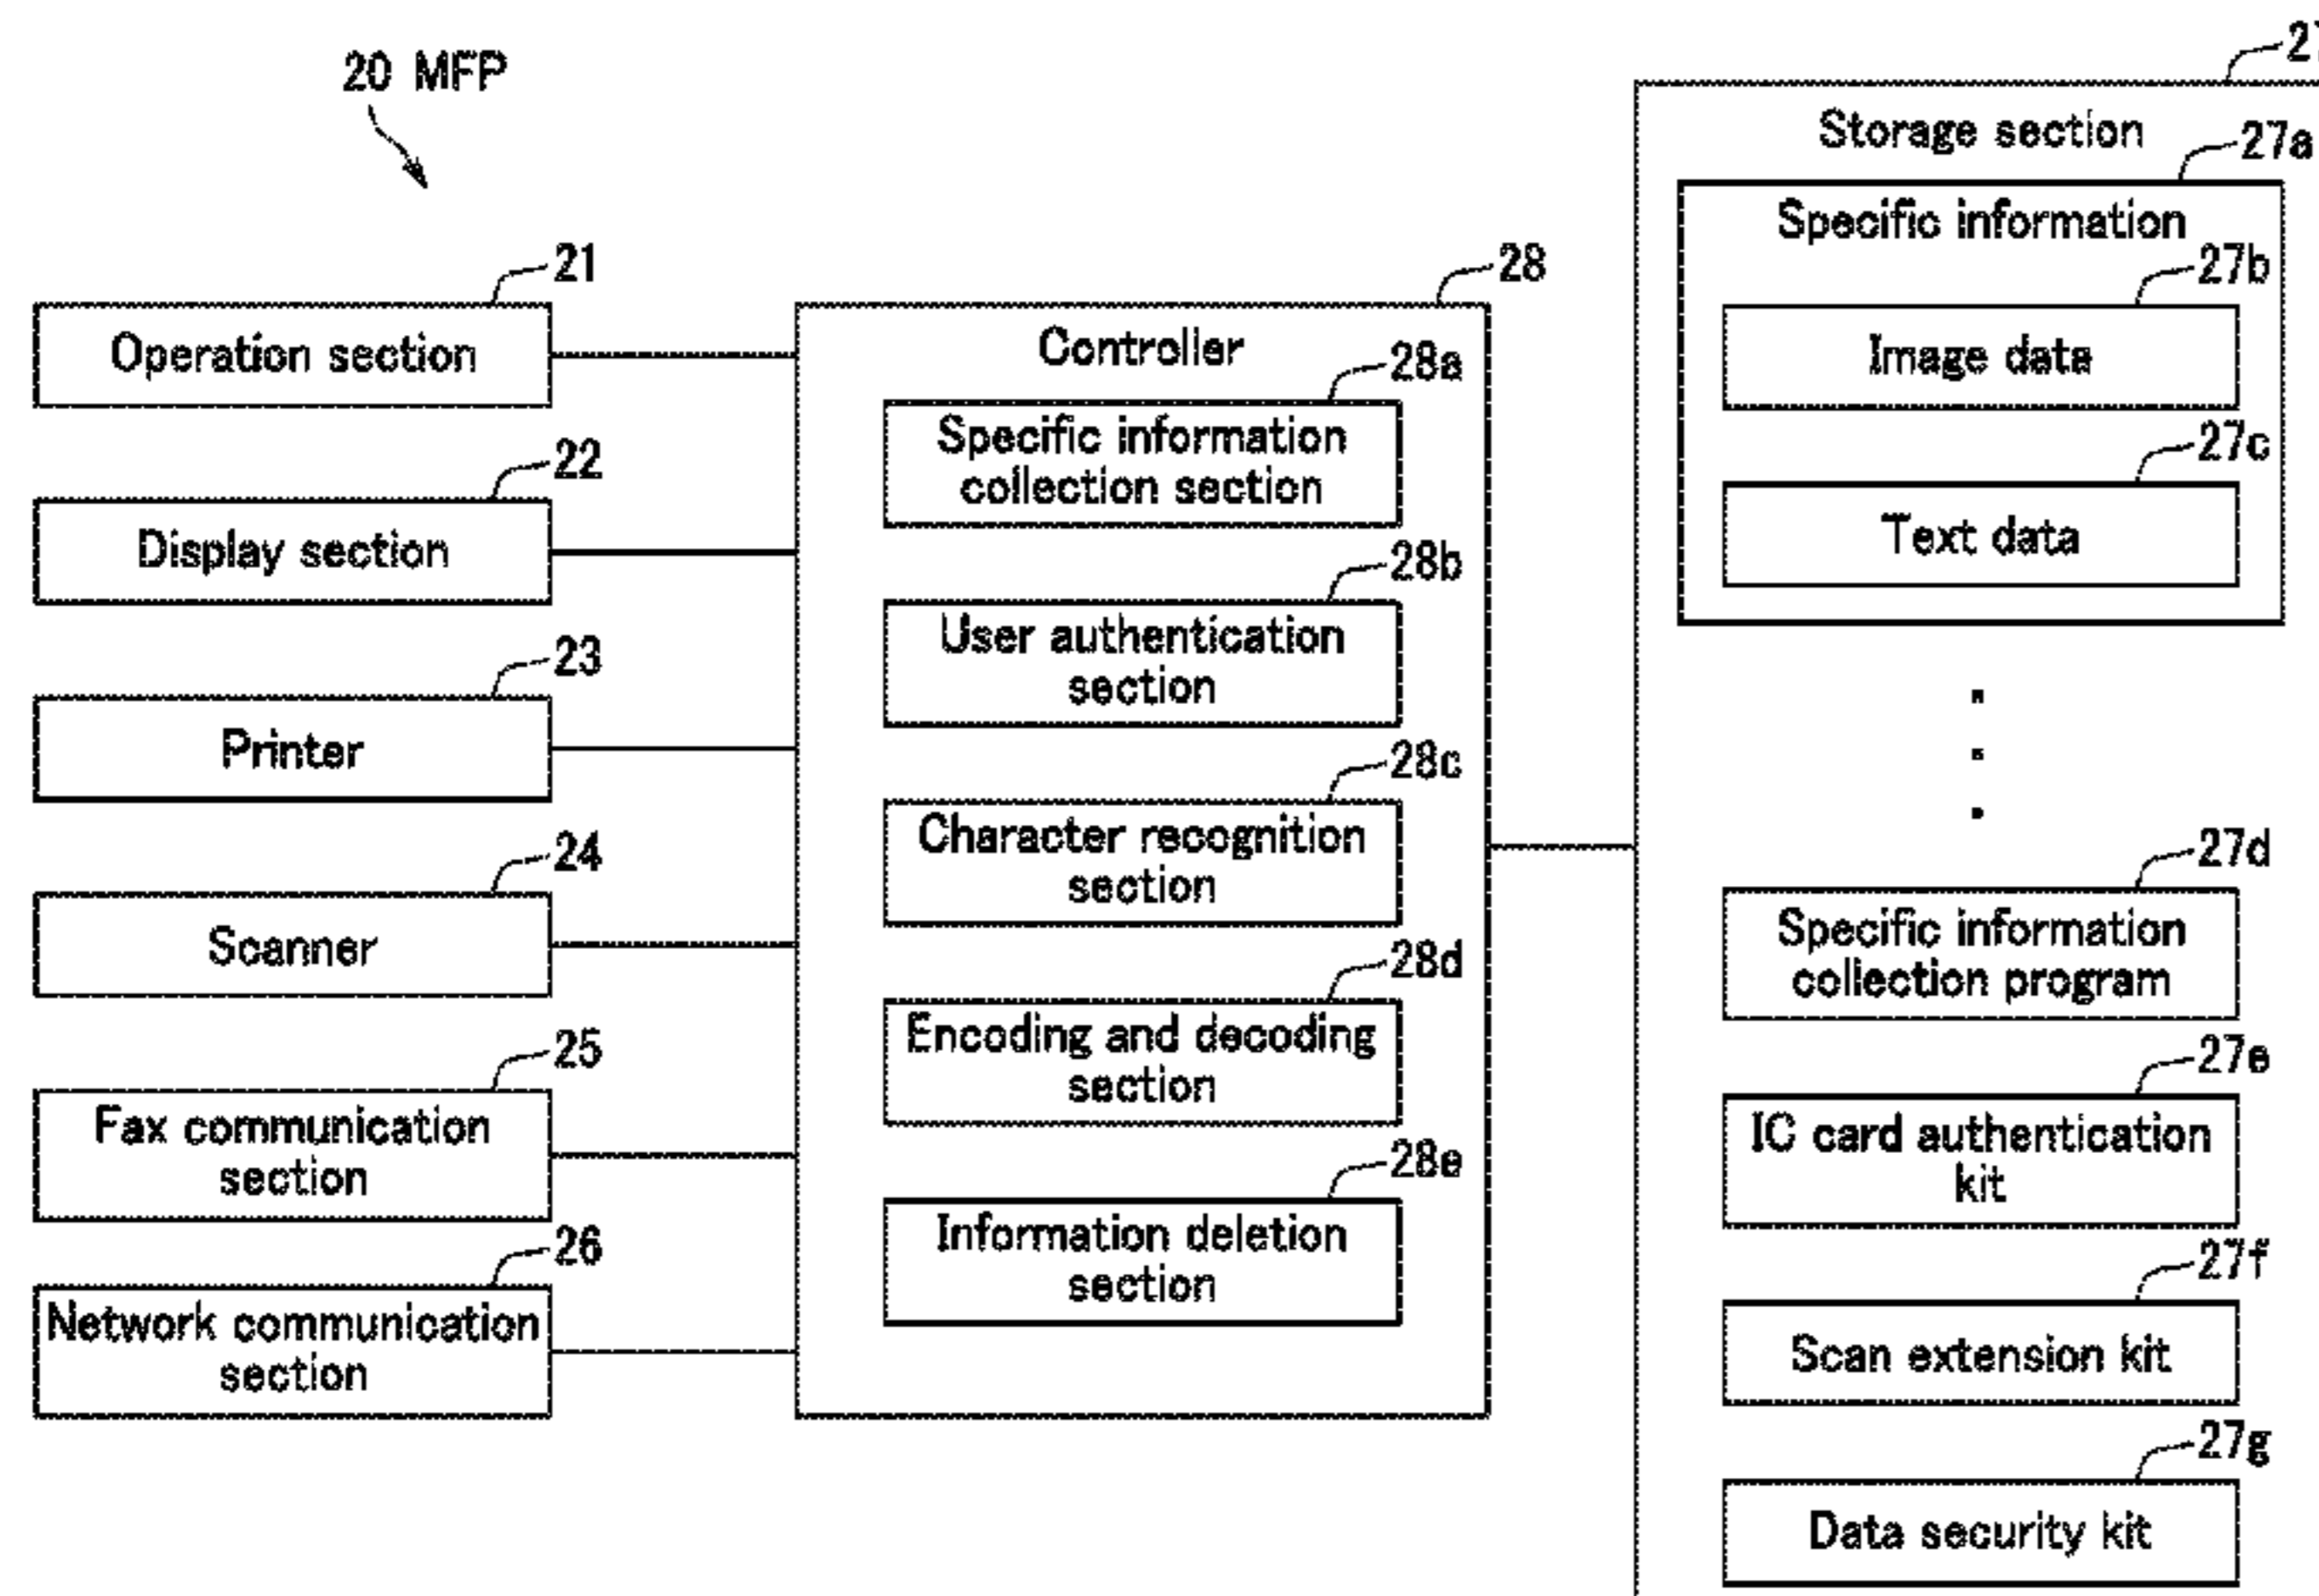 20 MFP
21
Operation section
22
Display section
23
Printer
24
Scanner
25
Fax communication
section
26
Network communication
section
28
Controller
28a
Specific information
collection section
28b
User authentication
section
28c
Character recognition
section
28d
Encoding and decoding
section
28e
Information deletion
section
27
Storage section
27a
Specific information
27b
Image data
27c
Text data
27d
Specific information
collection program
27e
IC card authentication
kit
27f
Scan extension kit
27g
Data security kit